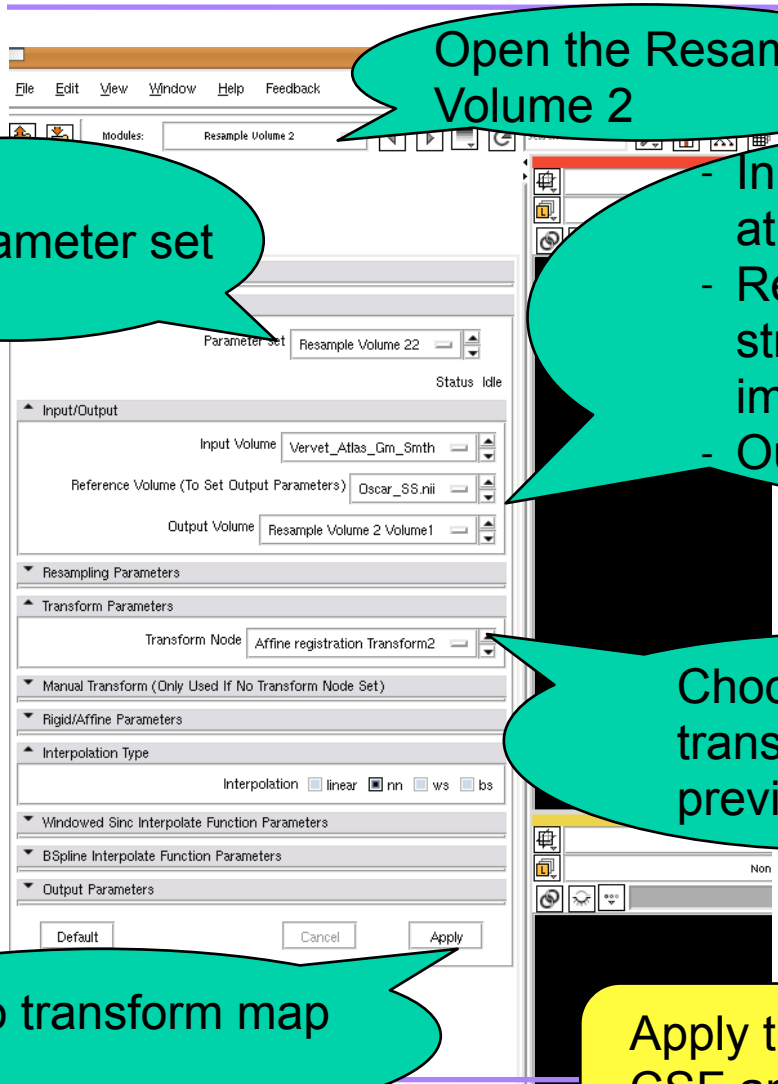 Open the Resam
Volume 2
File Edit View Window Help Feedback
Modules: Resample Volume 2
- In
at
ameter set
- Re
str
im
- Ou
Parameter set Resample Volume 22
Status Idle
Input/Output
Input Volume Vervet_Atlas_Gm_Smth
Reference Volume (To Set Output Parameters) Oscar_SS.nii
Output Volume Resample Volume 2 Volume1
Resampling Parameters
Transform Parameters
Transform Node Affine registration Transform2
Manual Transform (Only Used If No Transform Node Set)
Rigid/Affine Parameters
Interpolation Type
Interpolation linear nn ws bs
Windowed Sinc Interpolate Function Parameters
BSpline Interpolate Function Parameters
Output Parameters
Default Cancel Apply
Choo
trans
previ
Non
transform map
Apply t